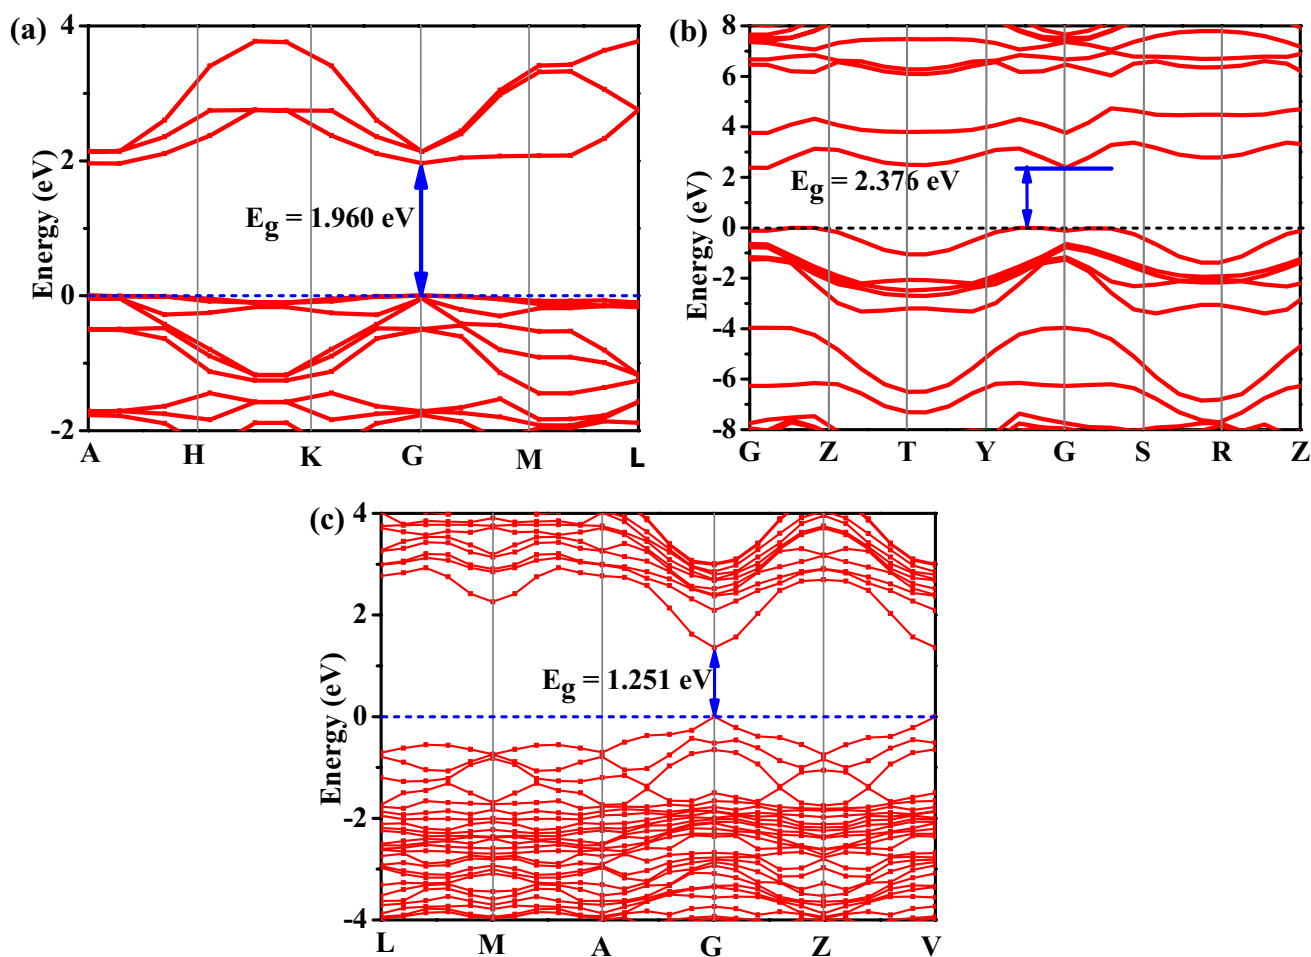 (a)
4
2
0
-2
Energy (eV)
E_g = 1.960 eV
A H K G M L
(b)
8
6
4
2
0
-2
-4
-6
-8
Energy (eV)
E_g = 2.376 eV
G Z T Y G S R Z
(c)
4
2
0
-2
-4
Energy (eV)
E_g = 1.251 eV
L M A G Z V